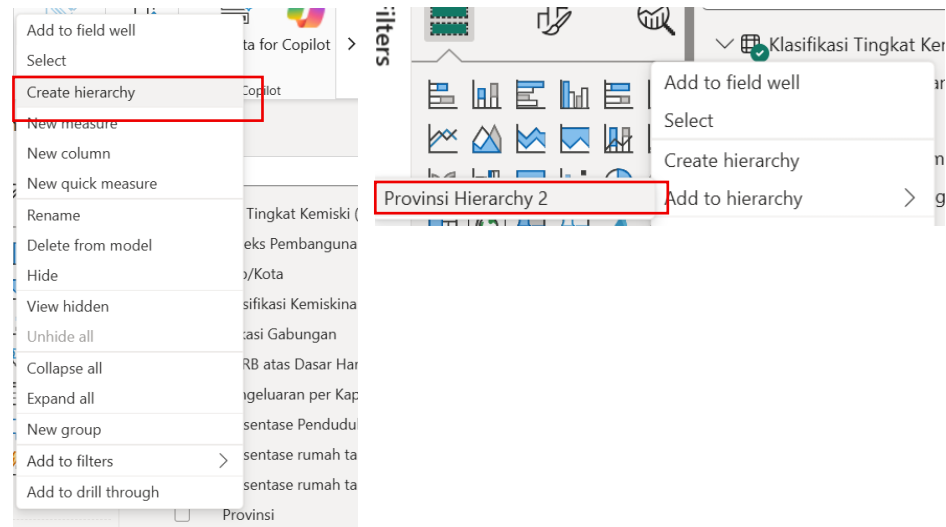 Add to field well
Select
Create hierarchy
New measure
New column
New quick measure
Rename
Delete from model
Hide
View hidden
Unhide all
Collapse all
Expand all
New group
Add to filters
Add to drill through
ta for Copilot
Copilot
Tingkat Kemiski (
eks Pembanguna
o/Kota
sifikasi Kemiskina
kasi Gabungan
RB atas Dasar Har
ngeluaran per Kap
sentase Penduduk
sentase rumah ta
sentase rumah ta
Provinsi
Filters
Klasifikasi Tingkat Ker
Add to field well
Select
Create hierarchy
Add to hierarchy
Provinsi Hierarchy 2